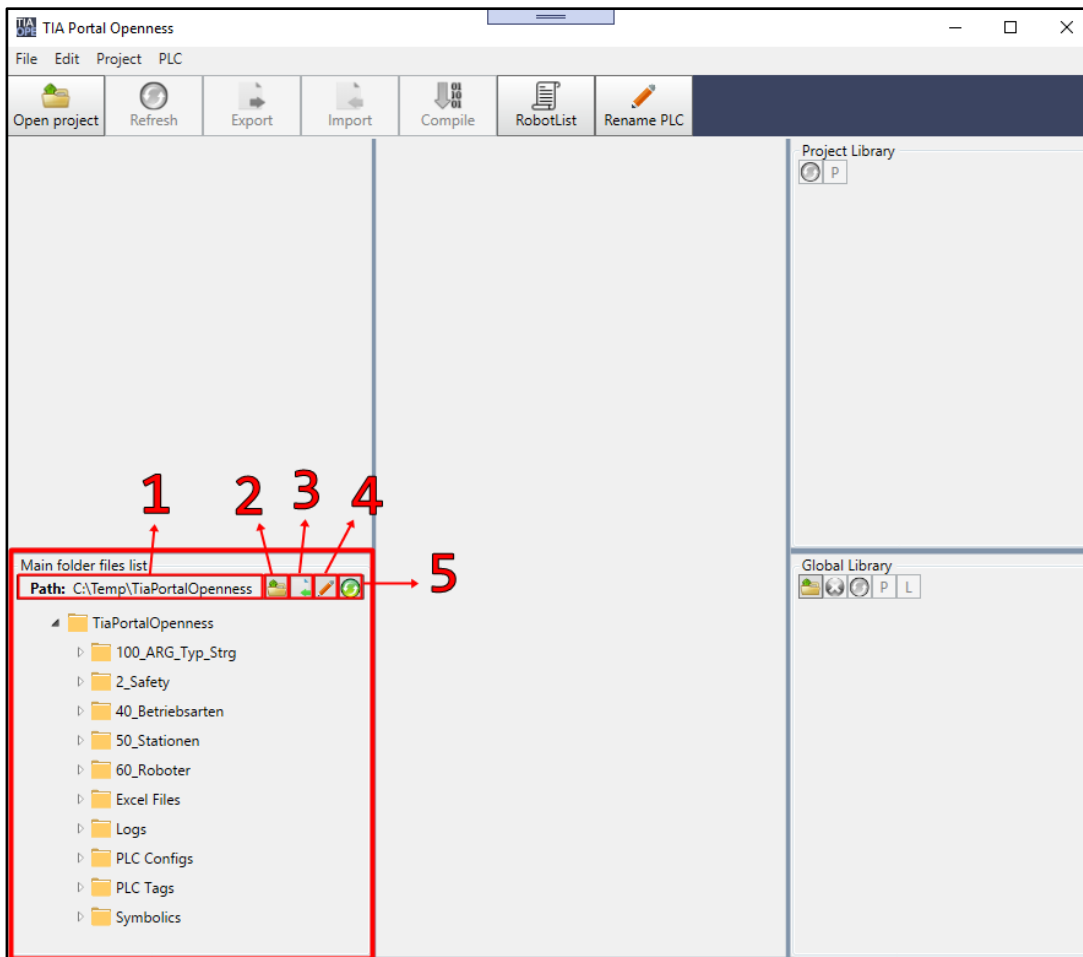 TIA OPE TIA Portal Openness
File Edit Project PLC
Open project Refresh Export Import Compile RobotList Rename PLC
Project Library
P
1 2 3 4
5
Main folder files list
Path: C:\Temp\TiaPortalOpenness
TiaPortalOpenness
100_ARG_Typ_Strg
2_Safety
40_Betriebsarten
50_Stationen
60_Roboter
Excel Files
Logs
PLC Configs
PLC Tags
Symbolics
Global Library
P L